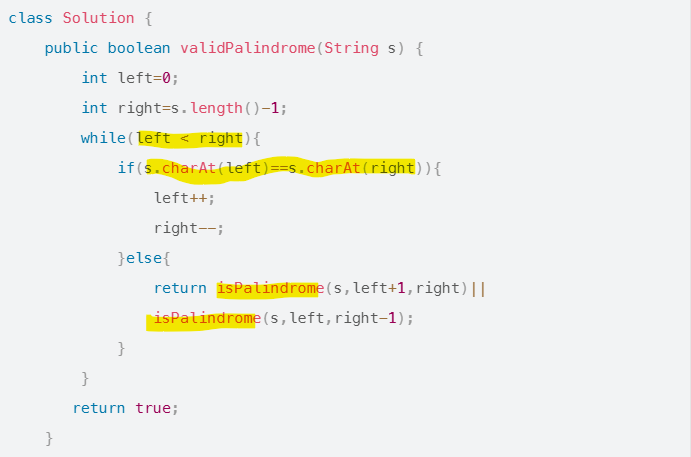 class Solution {
public boolean validPalindrome(String s) {
int left=0;
int right=s.length()-1;
while(left < right){
if(s.charAt(left)==s.charAt(right)){
left++;
right--;
}else{
return isPalindrome(s,left+1,right)||
isPalindrome(s,left,right-1);
}
}
return true;
}